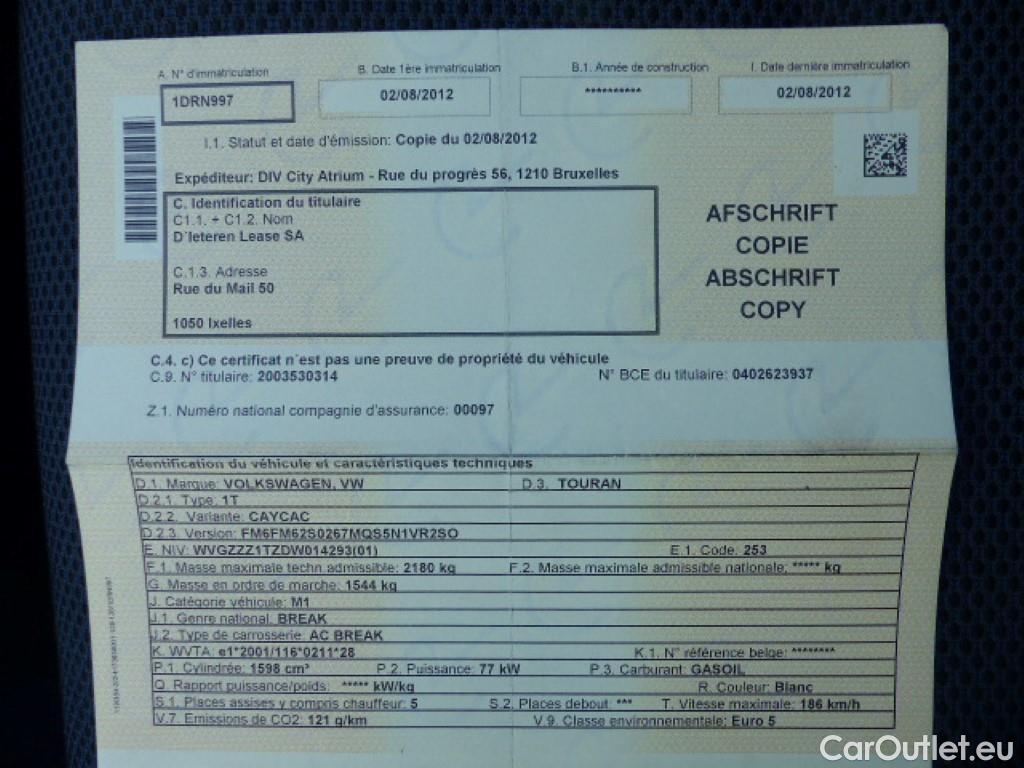 A. N° d'immatriculation B. Date 1ère immatriculation B.1. Année de construction I. Date dernière immatriculation
1DRN997 02/08/2012 ********** 02/08/2012
I.1. Statut et date d'émission: Copie du 02/08/2012
Expéditeur: DIV City Atrium - Rue du progrès 56, 1210 Bruxelles
C. Identification du titulaire
C1.1. + C1.2. Nom
D'Ieteren Lease SA
C.1.3. Adresse
Rue du Mail 50
1050 Ixelles
AFSCHRIFT
COPIE
ABSCHRIFT
COPY
C.4. c) Ce certificat n'est pas une preuve de propriété du véhicule
C.9. N° titulaire: 2003530314 N° BCE du titulaire: 0402623937
Z.1. Numéro national compagnie d'assurance: 00097
Identification du véhicule et caractéristiques techniques
D.1. Marque: VOLKSWAGEN, VW D.3. TOURAN
D.2.1. Type: 1T
D.2.2. Variante: CAYCAC
D.2.3. Version: FM6FM62S0267MQS5N1VR2SO
E. NIV: WVGZZZ1TZDW014293(01) E.1. Code: 253
F.1. Masse maximale techn admissible: 2180 kg F.2. Masse maximale admissible nationale: ***** kg
G. Masse en ordre de marche: 1544 kg
J. Catégorie véhicule: M1
J.1. Genre national: BREAK
J.2. Type de carrosserie: AC BREAK
K. WVTA: e1*2001/116*0211*28 K.1. N° référence belge: ********
P.1. Cylindrée: 1598 cm³ P.2. Puissance: 77 kW P.3. Carburant: GASOIL
Q. Rapport puissance/poids: ***** kW/kg R. Couleur: Blanc
S.1. Places assises y compris chauffeur: 5 S.2. Places debout: *** T. Vitesse maximale: 186 km/h
V.7. Emissions de CO2: 121 g/km V.9. Classe environnementale: Euro 5
CarOutlet.eu